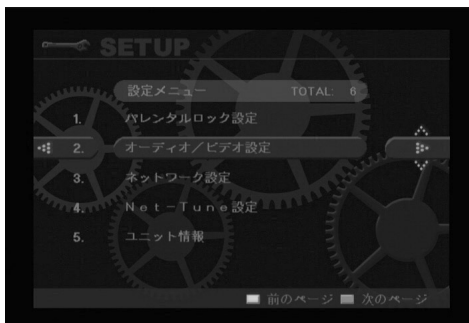 SETUP
設定メニュー TOTAL: 6
1. パレンタルロック設定
2. オーディオ／ビデオ設定
3. ネットワーク設定
4. Net－Tune設定
5. ユニット情報
前のページ 次のページ